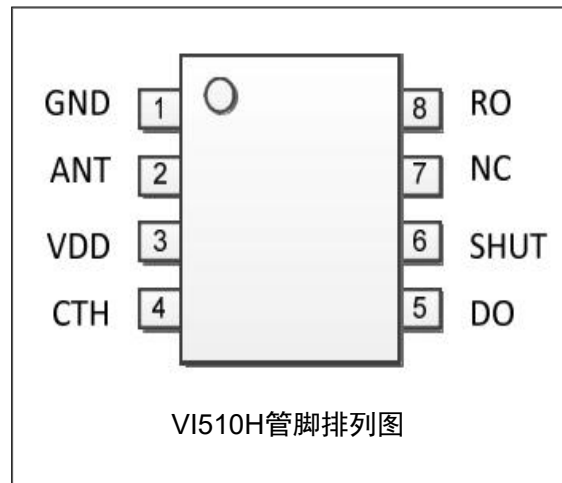 GND 1 8 RO
ANT 2 7 NC
VDD 3 6 SHUT
CTH 4 5 DO
VI510H管脚排列图